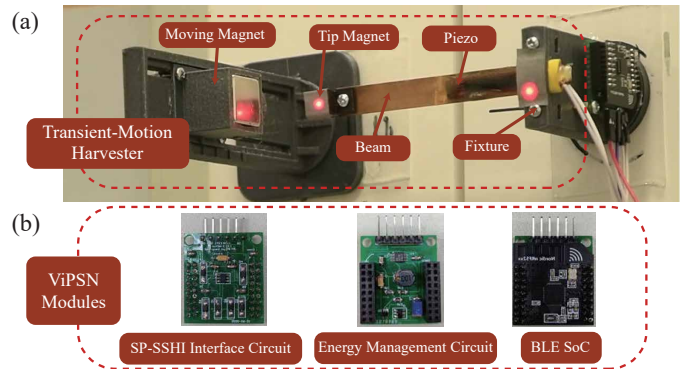 (a)
Moving Magnet
Tip Magnet
Piezo
Transient-Motion
Harvester
Beam
Fixture
(b)
ViPSN
Modules
SP-SSHI Interface Circuit
Energy Management Circuit
BLE SoC